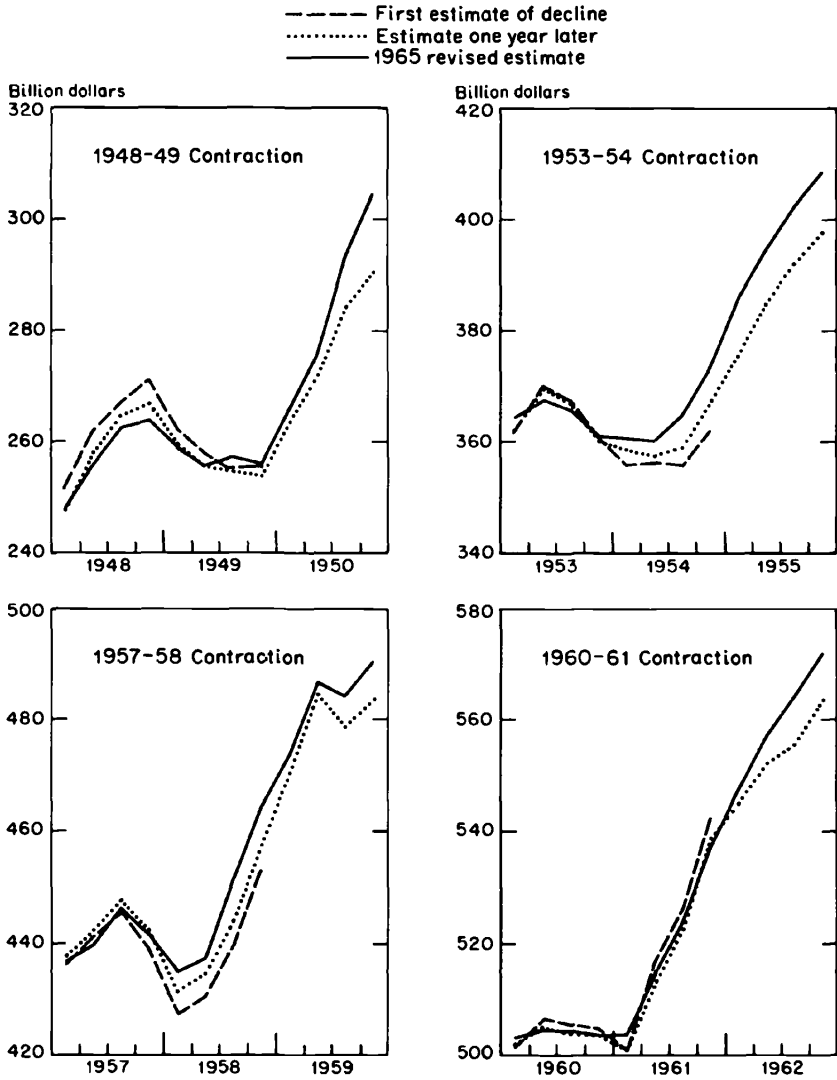 First estimate of decline
Estimate one year later
1965 revised estimate
Billion dollars
320
1948-49 Contraction
300
280
260
240
1948 1949 1950
Billion dollars
420
1953-54 Contraction
400
380
360
340
1953 1954 1955
500
1957-58 Contraction
480
460
440
420
1957 1958 1959
580
1960-61 Contraction
560
540
520
500
1960 1961 1962